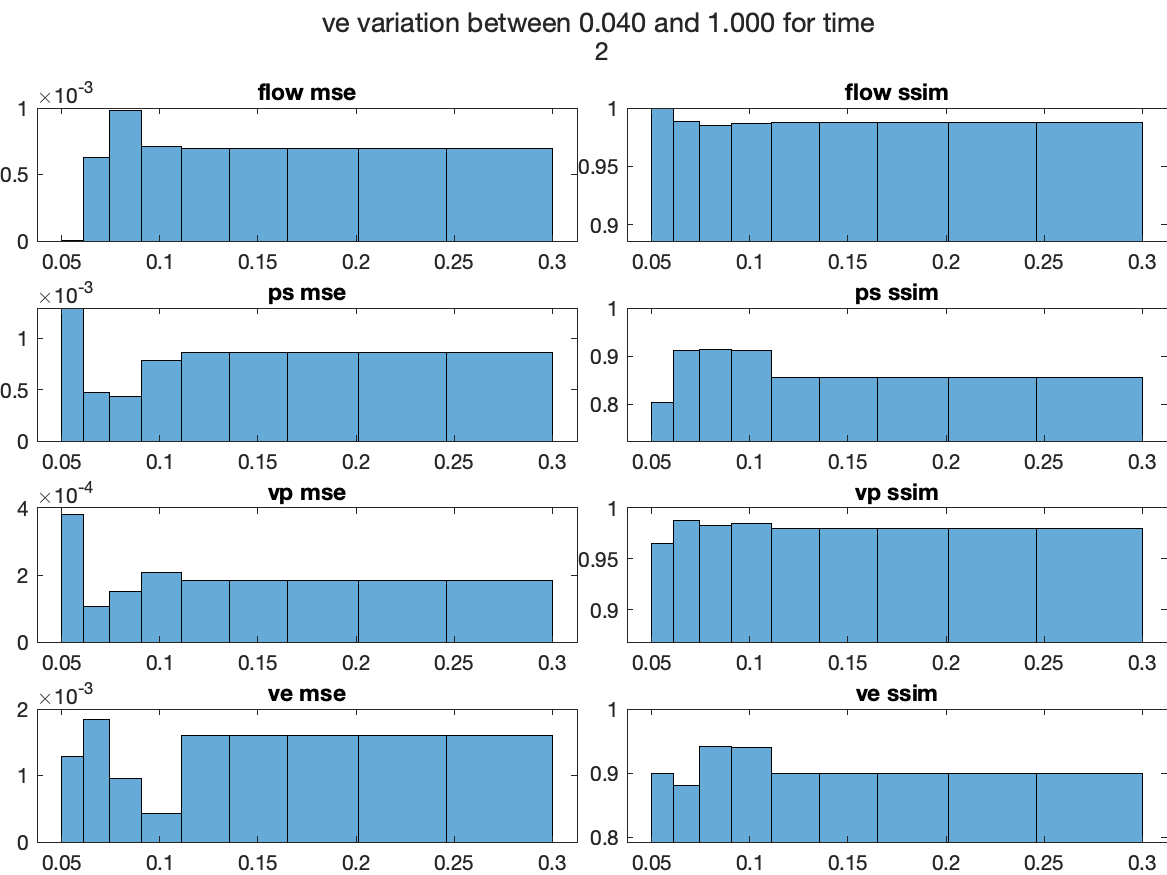 ve variation between 0.040 and 1.000 for time
2
×10⁻³
flow mse
1
0.5
0
0.05 0.1 0.15 0.2 0.25 0.3
flow ssim
1
0.95
0.9
0.05 0.1 0.15 0.2 0.25 0.3
×10⁻³
ps mse
1
0.5
0
0.05 0.1 0.15 0.2 0.25 0.3
ps ssim
1
0.9
0.8
0.05 0.1 0.15 0.2 0.25 0.3
×10⁻⁴
vp mse
4
2
0
0.05 0.1 0.15 0.2 0.25 0.3
vp ssim
1
0.95
0.9
0.05 0.1 0.15 0.2 0.25 0.3
×10⁻³
ve mse
2
1
0
0.05 0.1 0.15 0.2 0.25 0.3
ve ssim
1
0.9
0.8
0.05 0.1 0.15 0.2 0.25 0.3